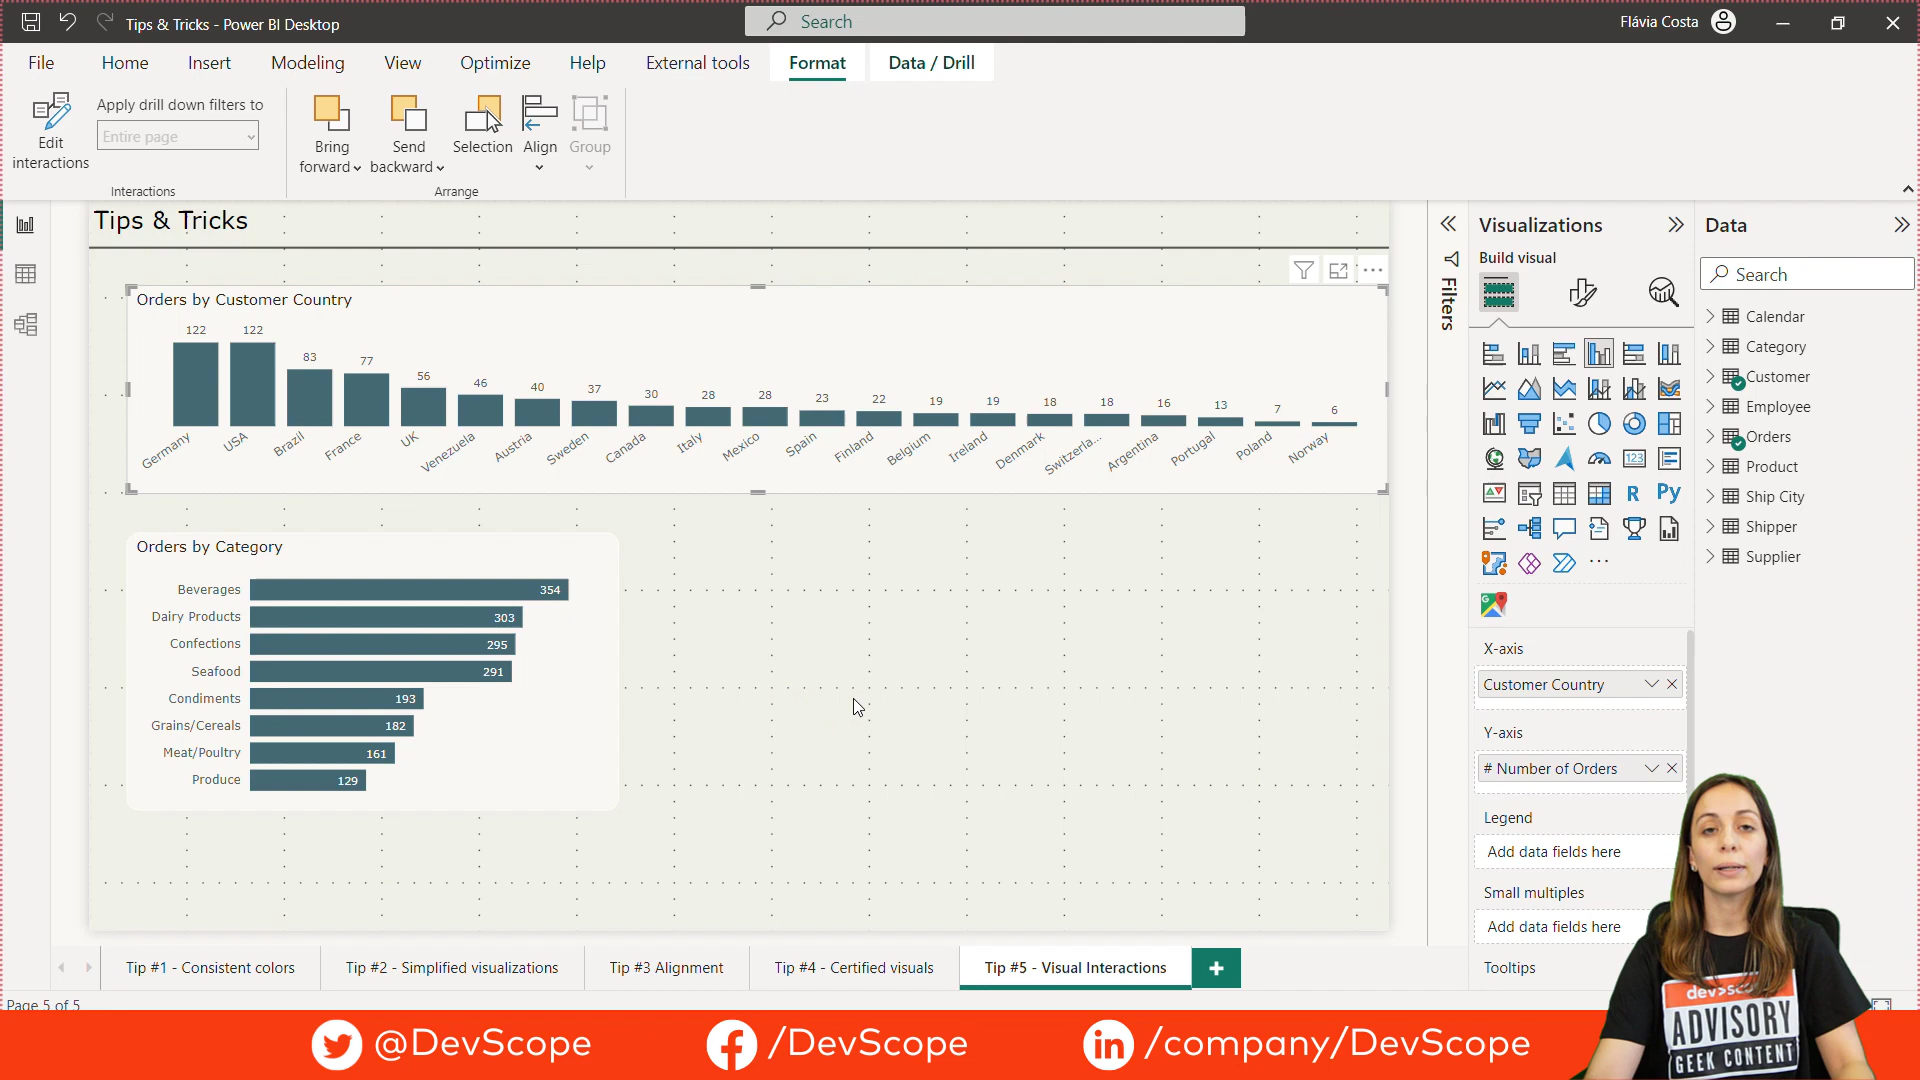 Tips & Tricks - Power BI Desktop
Search
Flávia Costa
File
Home
Insert
Modeling
View
Optimize
Help
External tools
Format
Data / Drill
Edit
interactions
Apply drill down filters to
Entire page
Interactions
Bring
forward
Send
backward
Selection
Align
Group
Arrange
Tips & Tricks
Orders by Customer Country
122
122
83
77
56
46
40
37
30
28
28
23
22
19
19
18
18
16
13
7
6
Germany
USA
Brazil
France
UK
Venezuela
Austria
Sweden
Canada
Italy
Mexico
Spain
Finland
Belgium
Ireland
Denmark
Switzerla...
Argentina
Portugal
Poland
Norway
Orders by Category
Beverages 354
Dairy Products 303
Confections 295
Seafood 291
Condiments 193
Grains/Cereals 182
Meat/Poultry 161
Produce 129
Filters
Visualizations
Build visual
123
R
Py
G
X-axis
Customer Country
Y-axis
# Number of Orders
Legend
Add data fields here
Small multiples
Add data fields here
Tooltips
Data
Search
Calendar
Category
Customer
Employee
Orders
Product
Ship City
Shipper
Supplier
Tip #1 - Consistent colors
Tip #2 - Simplified visualizations
Tip #3 Alignment
Tip #4 - Certified visuals
Tip #5 - Visual Interactions
Page 5 of 5
@DevScope
/DevScope
in /company/DevScope
ADVISORY
GEEK CONTENT